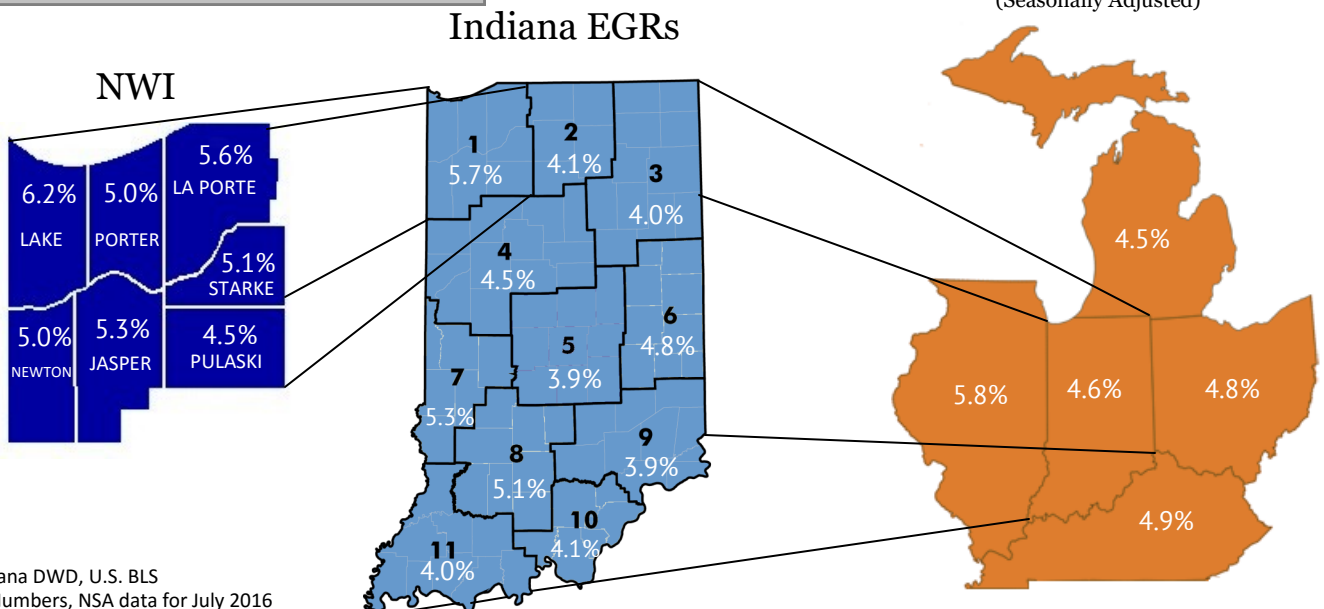 (Seasonally Adjusted)
Indiana EGRs
NWI
6.2%
LAKE
5.0%
PORTER
5.6%
LA PORTE
5.1%
STARKE
5.0%
NEWTON
5.3%
JASPER
4.5%
PULASKI
1
5.7%
2
4.1%
3
4.0%
4
4.5%
5
3.9%
6
4.8%
7
5.3%
8
5.1%
9
3.9%
10
4.1%
11
4.0%
4.5%
5.8%
4.6%
4.8%
4.9%
ana DWD, U.S. BLS
umbers, NSA data for July 2016